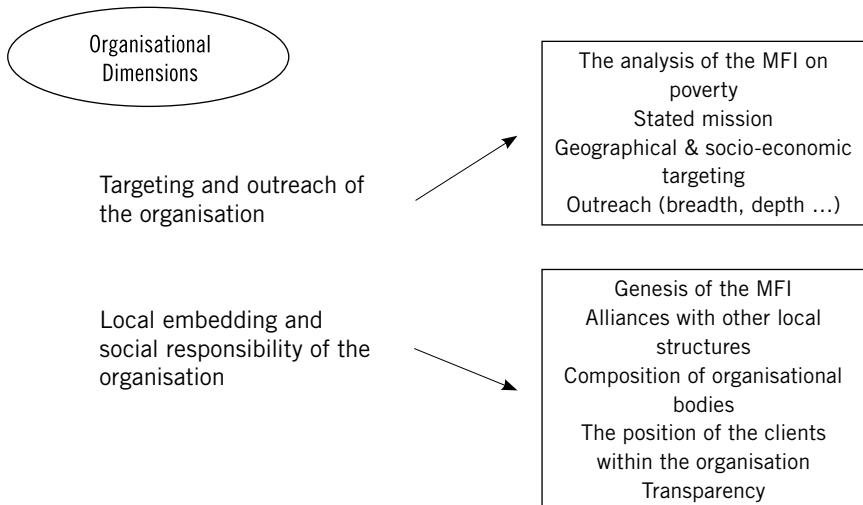 Organisational
Dimensions
Targeting and outreach of
the organisation
The analysis of the MFI on
poverty
Stated mission
Geographical & socio-economic
targeting
Outreach (breadth, depth ...)
Local embedding and
social responsibility of the
organisation
Genesis of the MFI
Alliances with other local
structures
Composition of organisational
bodies
The position of the clients
within the organisation
Transparency